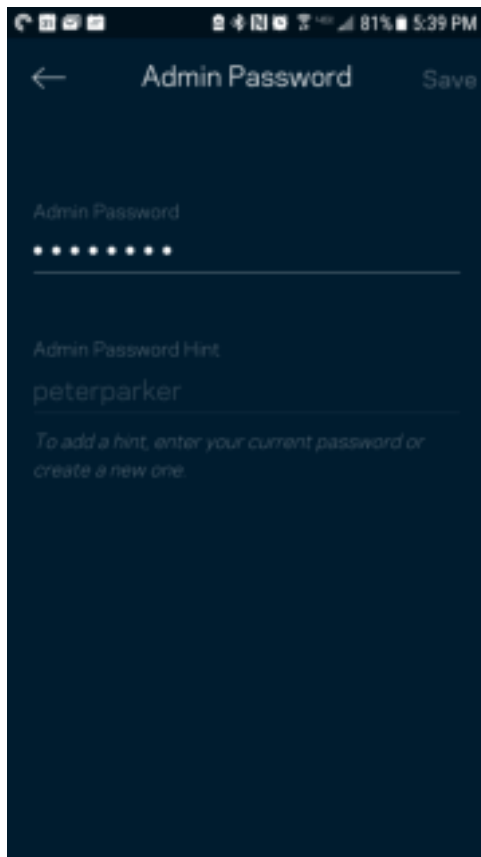 81% 5:39 PM
Admin Password Save
Admin Password
Admin Password Hint
peterparker
To add a hint, enter your current password or
create a new one.